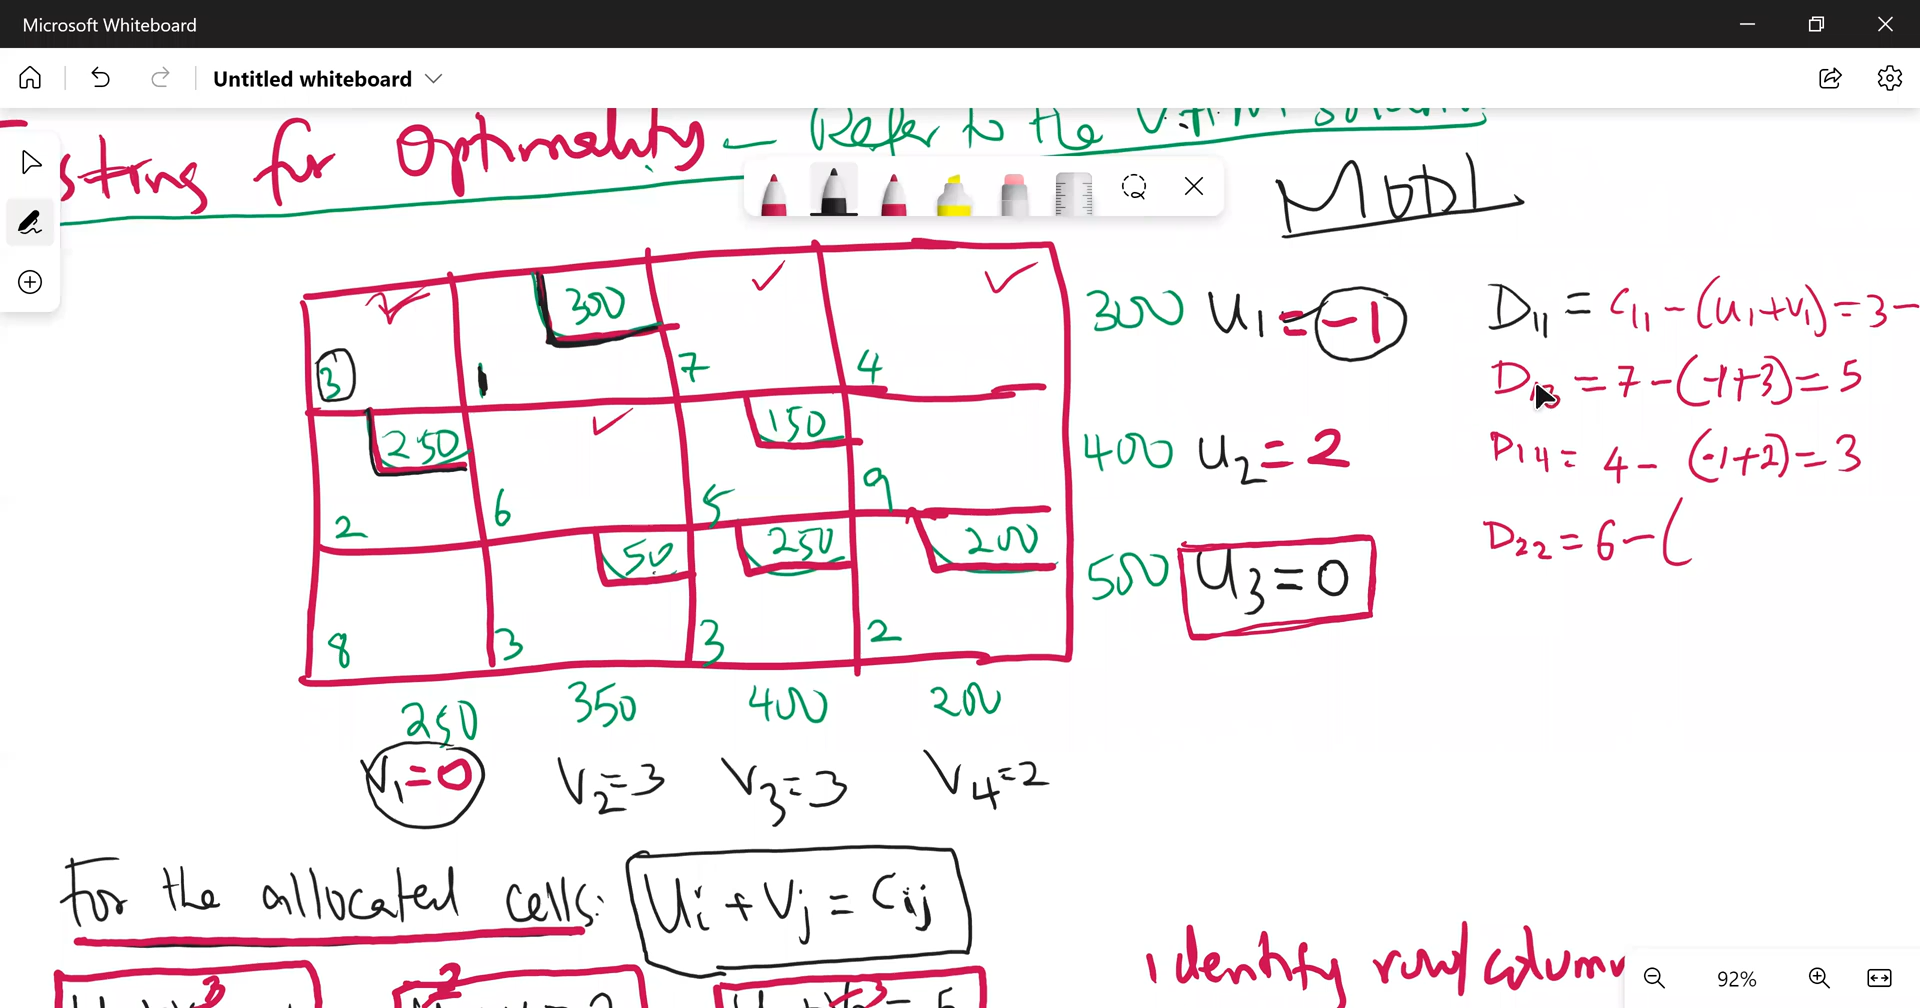 Microsoft Whiteboard
Untitled whiteboard
sting for Optimality — Refer to the
MODI
300 ✓ ✓ ✓
3 1 7 4
300 U1 = -1
D11 = C11 - (U1+V1) = 3-
D13 = 7 - (-1+3) = 5
250 ✓ 150
2 6 5 9
400 U2 = 2
D14 = 4 - (-1+2) = 3
D22 = 6 - (
50 250 200
8 3 3 2
500 U3 = 0
250 350 400 200
V1 = 0 V2 = 3 V3 = 3 V4 = 2
For the allocated cells: Ui + Vj = Cij
identify row/column
92%